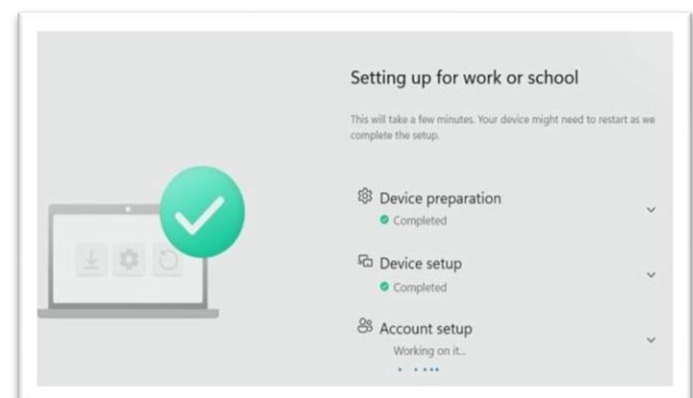 Setting up for work or school
This will take a few minutes. Your device might need to restart as we
complete the setup.
Device preparation
Completed
Device setup
Completed
Account setup
Working on it...